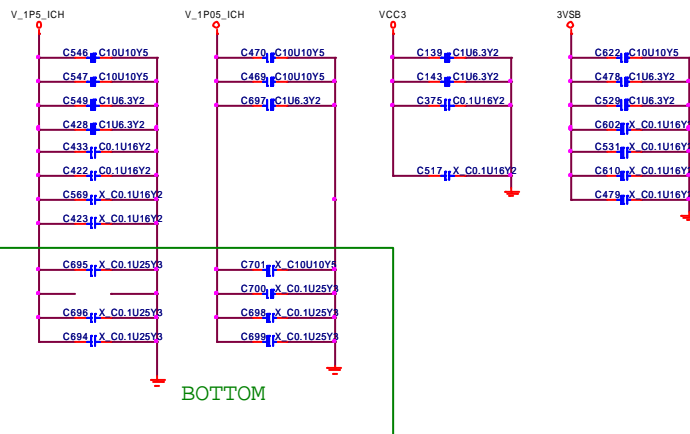 V_1P5_ICH V_1P05_ICH VCC3 3VSB
C546 C10U10Y5 C470 C10U10Y5 C139 C1U6.3Y2 C622 C10U10Y5
C547 C10U10Y5 C469 C10U10Y5 C143 C1U6.3Y2 C478 C1U6.3Y2
C549 C1U6.3Y2 C697 C1U6.3Y2 C375 C0.1U16Y2 C529 C1U6.3Y2
C428 C1U6.3Y2 C602 X_C0.1U16Y2
C433 C0.1U16Y2 C531 X_C0.1U16Y2
C422 C0.1U16Y2 C517 X_C0.1U16Y2 C610 X_C0.1U16Y2
C569 X_C0.1U16Y2 C479 X_C0.1U16Y2
C423 X_C0.1U16Y2
C695 X_C0.1U25Y3 C701 X_C10U10Y5
C700 X_C0.1U25Y3
C696 X_C0.1U25Y3 C698 X_C0.1U25Y3
C694 X_C0.1U25Y3 C699 X_C0.1U25Y3
BOTTOM